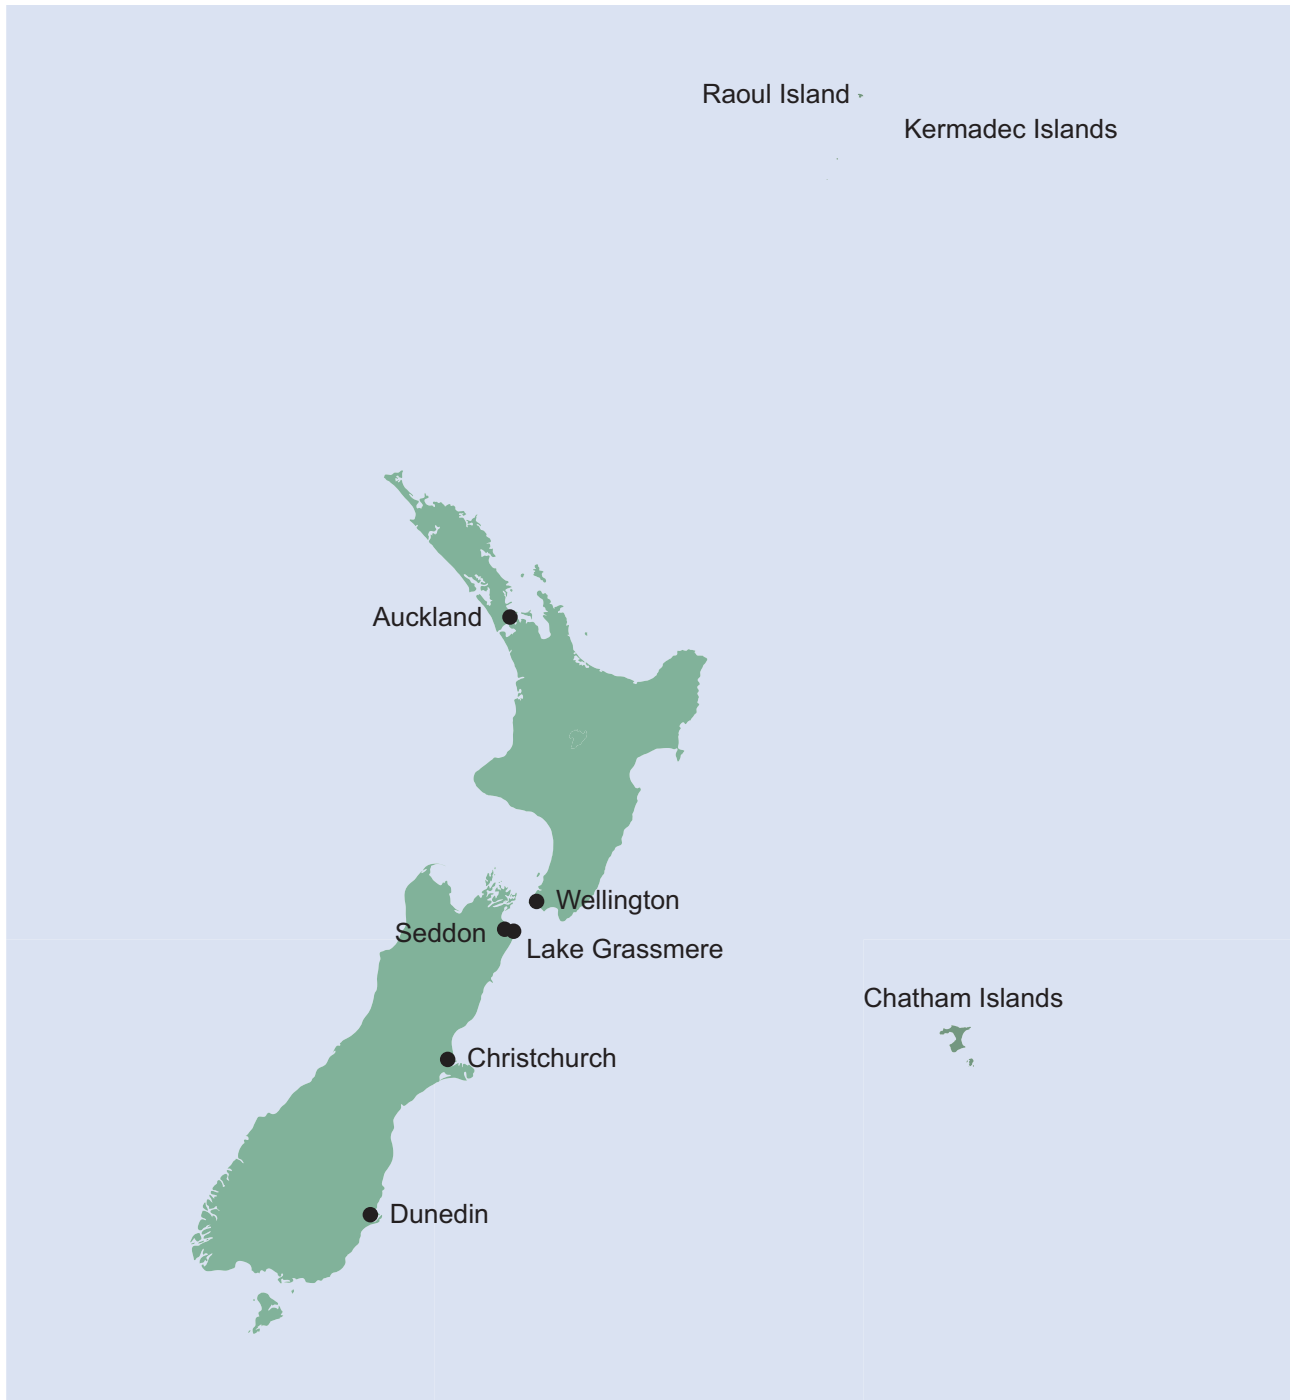 Raoul Island
Kermadec Islands
Auckland
Wellington
Seddon
Lake Grassmere
Chatham Islands
Christchurch
Dunedin